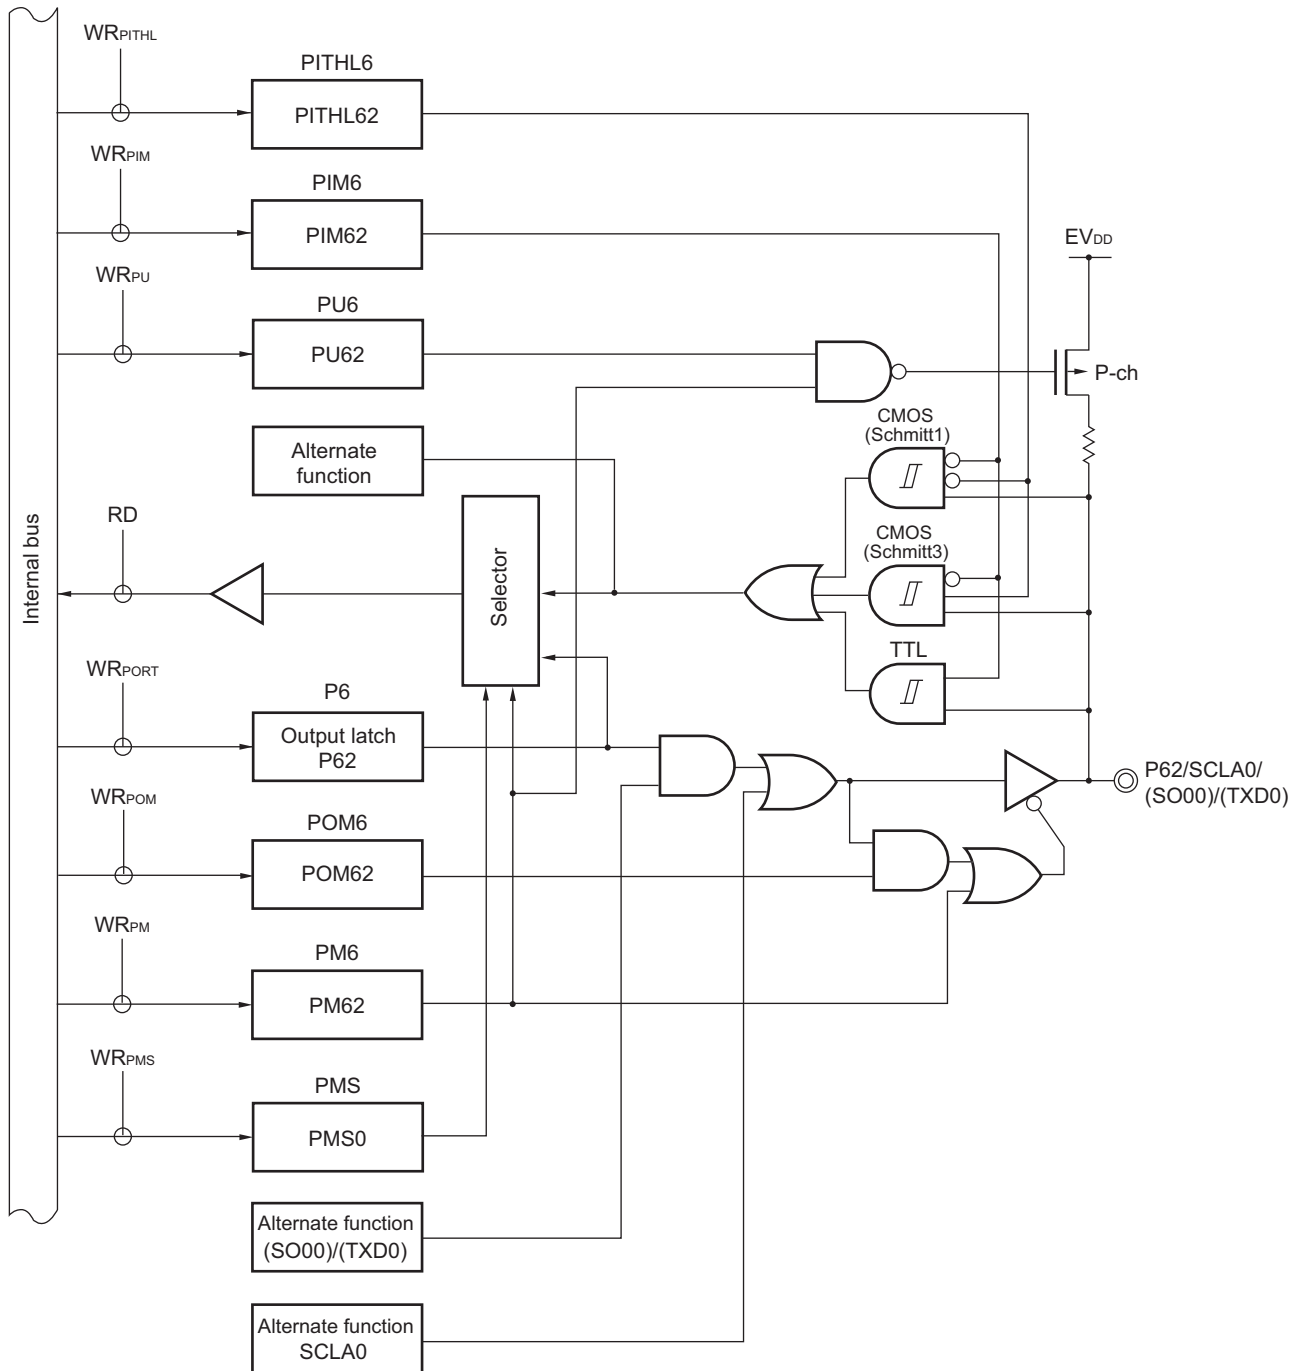 WRPITHL
PITHL6
PITHL62
WRPIM
PIM6
PIM62
WRPU
PU6
PU62
EVDD
P-ch
CMOS
(Schmitt1)
Alternate
function
Internal bus
RD
Selector
CMOS
(Schmitt3)
TTL
WRPORT
P6
Output latch
P62
P62/SCLA0/
(SO00)/(TXD0)
WRPOM
POM6
POM62
WRPM
PM6
PM62
WRPMS
PMS
PMS0
Alternate function
(SO00)/(TXD0)
Alternate function
SCLA0